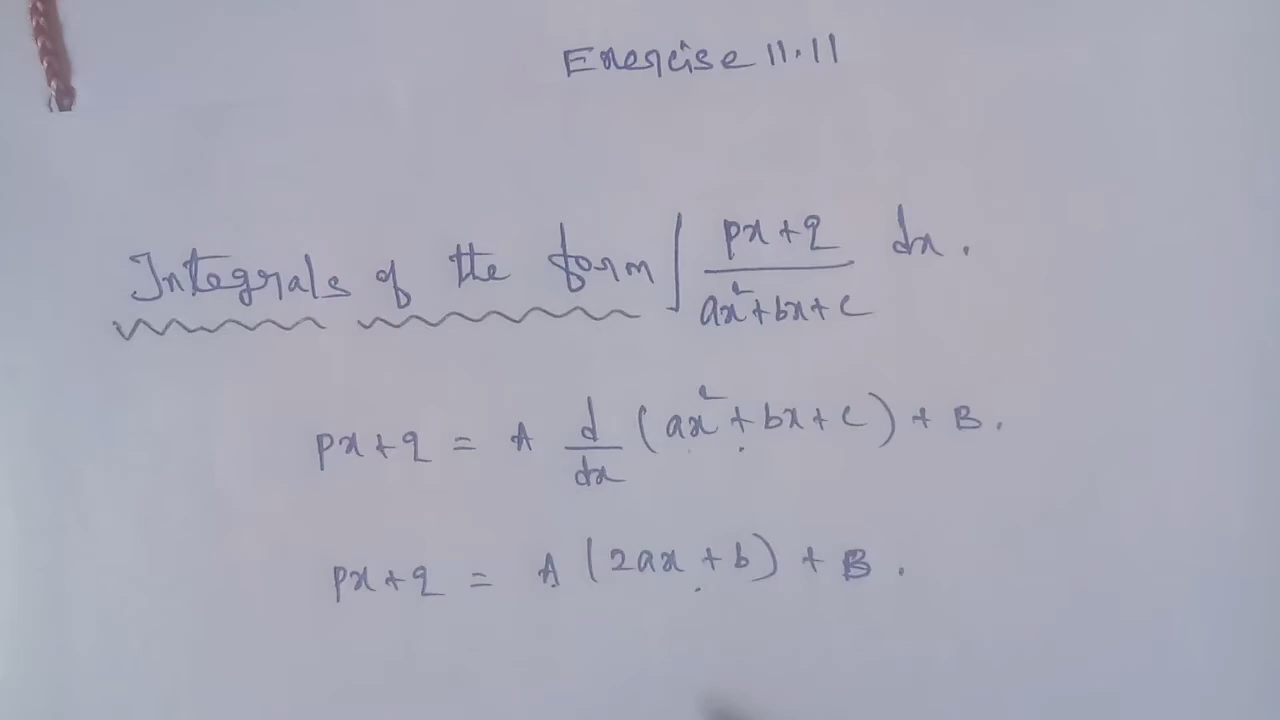 Exercise 11.11
Integrals of the form ∫ (px+q)/(ax²+bx+c) dx.
px+q = A d/dx (ax²+bx+c) + B.
px+q = A (2ax+b) + B.